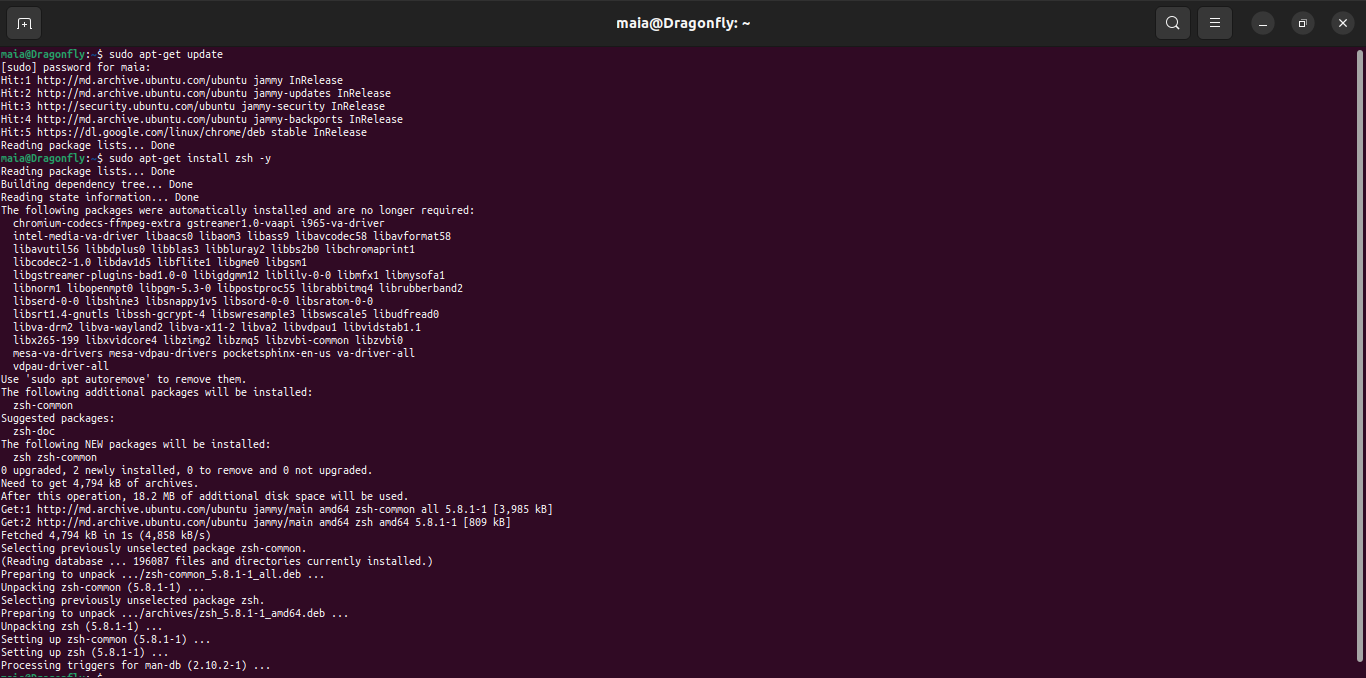 maia@Dragonfly: ~
maia@Dragonfly:~$ sudo apt-get update
[sudo] password for maia:
Hit:1 http://md.archive.ubuntu.com/ubuntu jammy InRelease
Hit:2 http://md.archive.ubuntu.com/ubuntu jammy-updates InRelease
Hit:3 http://security.ubuntu.com/ubuntu jammy-security InRelease
Hit:4 http://md.archive.ubuntu.com/ubuntu jammy-backports InRelease
Hit:5 https://dl.google.com/linux/chrome/deb stable InRelease
Reading package lists... Done
maia@Dragonfly:~$ sudo apt-get install zsh -y
Reading package lists... Done
Building dependency tree... Done
Reading state information... Done
The following packages were automatically installed and are no longer required:
  chromium-codecs-ffmpeg-extra gstreamer1.0-vaapi i965-va-driver
  intel-media-va-driver libaacs0 libaom3 libass9 libavcodec58 libavformat58
  libavutil56 libbdplus0 libblas3 libbluray2 libbs2b0 libchromaprint1
  libcodec2-1.0 libdav1d5 libflite1 libgme0 libgsm1
  libgstreamer-plugins-bad1.0-0 libigdgmm12 liblilv-0-0 libmfx1 libmysofa1
  libnorm1 libopenmpt0 libpgm-5.3-0 libpostproc55 librabbitmq4 librubberband2
  libserd-0-0 libshine3 libsnappy1v5 libsord-0-0 libsratom-0-0
  libsrt1.4-gnutls libssh-gcrypt-4 libswresample3 libswscale5 libudfread0
  libva-drm2 libva-wayland2 libva-x11-2 libva2 libvdpau1 libvidstab1.1
  libx265-199 libxvidcore4 libzimg2 libzmq5 libzvbi-common libzvbi0
  mesa-va-drivers mesa-vdpau-drivers pocketsphinx-en-us va-driver-all
  vdpau-driver-all
Use 'sudo apt autoremove' to remove them.
The following additional packages will be installed:
  zsh-common
Suggested packages:
  zsh-doc
The following NEW packages will be installed:
  zsh zsh-common
0 upgraded, 2 newly installed, 0 to remove and 0 not upgraded.
Need to get 4,794 kB of archives.
After this operation, 18.2 MB of additional disk space will be used.
Get:1 http://md.archive.ubuntu.com/ubuntu jammy/main amd64 zsh-common all 5.8.1-1 [3,985 kB]
Get:2 http://md.archive.ubuntu.com/ubuntu jammy/main amd64 zsh amd64 5.8.1-1 [809 kB]
Fetched 4,794 kB in 1s (4,858 kB/s)
Selecting previously unselected package zsh-common.
(Reading database ... 196087 files and directories currently installed.)
Preparing to unpack .../zsh-common_5.8.1-1_all.deb ...
Unpacking zsh-common (5.8.1-1) ...
Selecting previously unselected package zsh.
Preparing to unpack .../archives/zsh_5.8.1-1_amd64.deb ...
Unpacking zsh (5.8.1-1) ...
Setting up zsh-common (5.8.1-1) ...
Setting up zsh (5.8.1-1) ...
Processing triggers for man-db (2.10.2-1) ...
maia@Dragonfly:~$